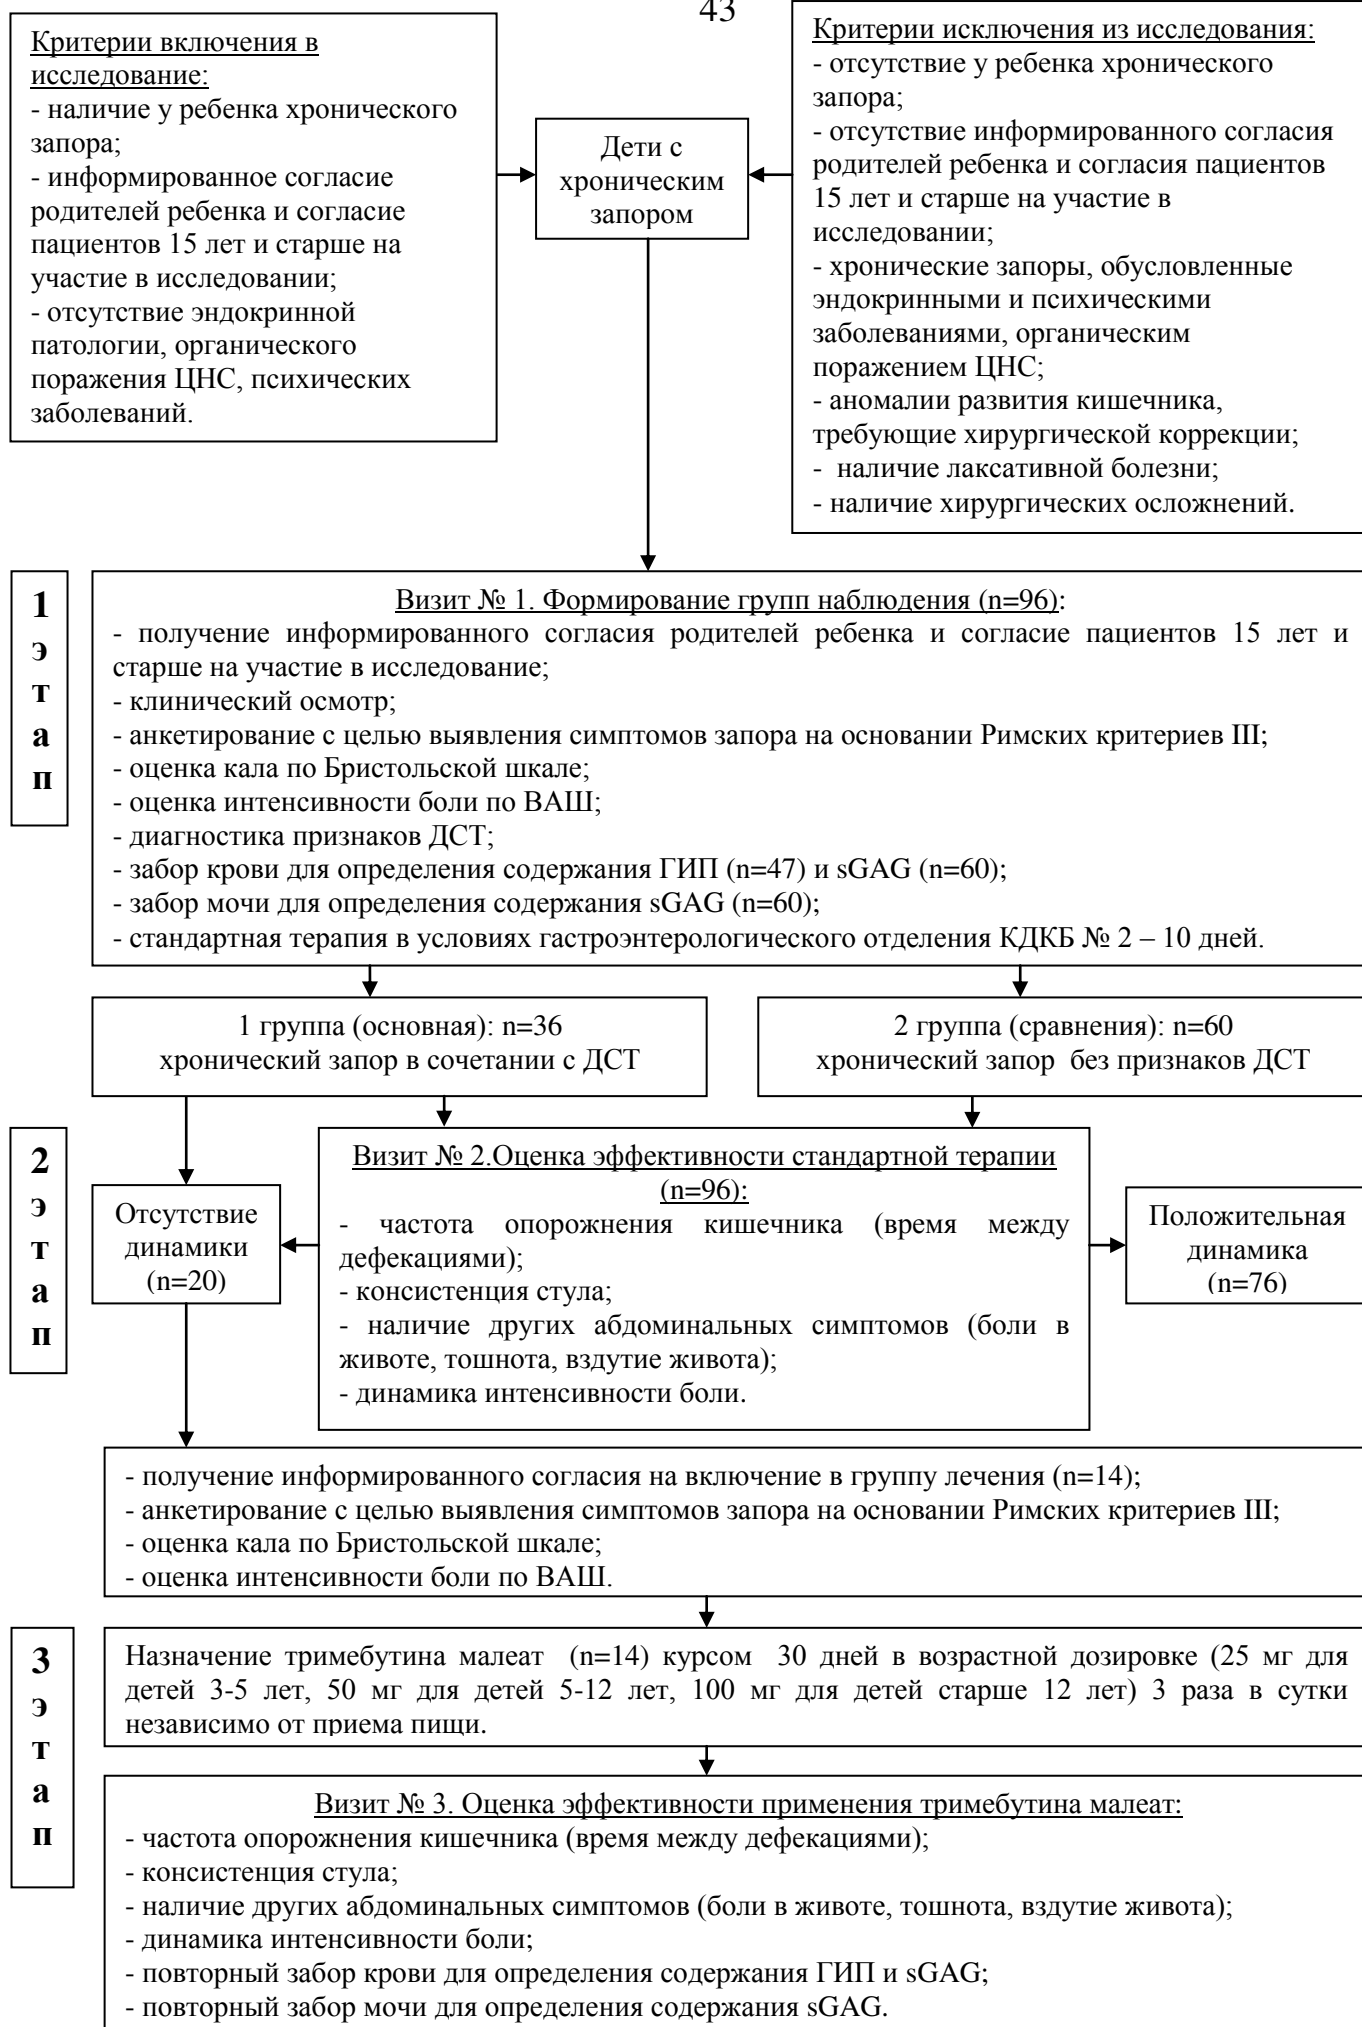 43
Критерии включения в
исследование:
- наличие у ребенка хронического
запора;
- информированное согласие
родителей ребенка и согласие
пациентов 15 лет и старше на
участие в исследовании;
- отсутствие эндокринной
патологии, органического
поражения ЦНС, психических
заболеваний.
Дети с
хроническим
запором
Критерии исключения из исследования:
- отсутствие у ребенка хронического
запора;
- отсутствие информированного согласия
родителей ребенка и согласия пациентов
15 лет и старше на участие в
исследовании;
- хронические запоры, обусловленные
эндокринными и психическими
заболеваниями, органическим
поражением ЦНС;
- аномалии развития кишечника,
требующие хирургической коррекции;
- наличие лаксативной болезни;
- наличие хирургических осложнений.
1
э
т
а
п
Визит № 1. Формирование групп наблюдения (n=96):
- получение информированного согласия родителей ребенка и согласие пациентов 15 лет и
старше на участие в исследование;
- клинический осмотр;
- анкетирование с целью выявления симптомов запора на основании Римских критериев III;
- оценка кала по Бристольской шкале;
- оценка интенсивности боли по ВАШ;
- диагностика признаков ДСТ;
- забор крови для определения содержания ГИП (n=47) и sGAG (n=60);
- забор мочи для определения содержания sGAG (n=60);
- стандартная терапия в условиях гастроэнтерологического отделения КДКБ № 2 – 10 дней.
1 группа (основная): n=36
хронический запор в сочетании с ДСТ
2 группа (сравнения): n=60
хронический запор без признаков ДСТ
2
э
т
а
п
Отсутствие
динамики
(n=20)
Визит № 2.Оценка эффективности стандартной терапии
(n=96):
- частота опорожнения кишечника (время между
дефекациями);
- консистенция стула;
- наличие других абдоминальных симптомов (боли в
животе, тошнота, вздутие живота);
- динамика интенсивности боли.
Положительная
динамика
(n=76)
- получение информированного согласия на включение в группу лечения (n=14);
- анкетирование с целью выявления симптомов запора на основании Римских критериев III;
- оценка кала по Бристольской шкале;
- оценка интенсивности боли по ВАШ.
3
э
т
а
п
Назначение тримебутина малеат (n=14) курсом 30 дней в возрастной дозировке (25 мг для
детей 3-5 лет, 50 мг для детей 5-12 лет, 100 мг для детей старше 12 лет) 3 раза в сутки
независимо от приема пищи.
Визит № 3. Оценка эффективности применения тримебутина малеат:
- частота опорожнения кишечника (время между дефекациями);
- консистенция стула;
- наличие других абдоминальных симптомов (боли в животе, тошнота, вздутие живота);
- динамика интенсивности боли;
- повторный забор крови для определения содержания ГИП и sGAG;
- повторный забор мочи для определения содержания sGAG.